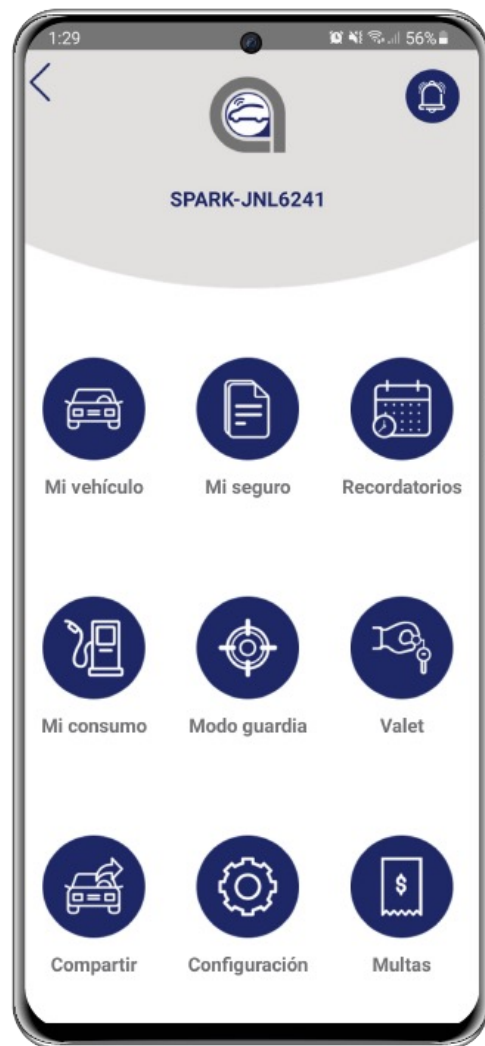 1:29
56%
SPARK-JNL6241
Mi vehículo
Mi seguro
Recordatorios
Mi consumo
Modo guardia
Valet
$
Compartir
Configuración
Multas